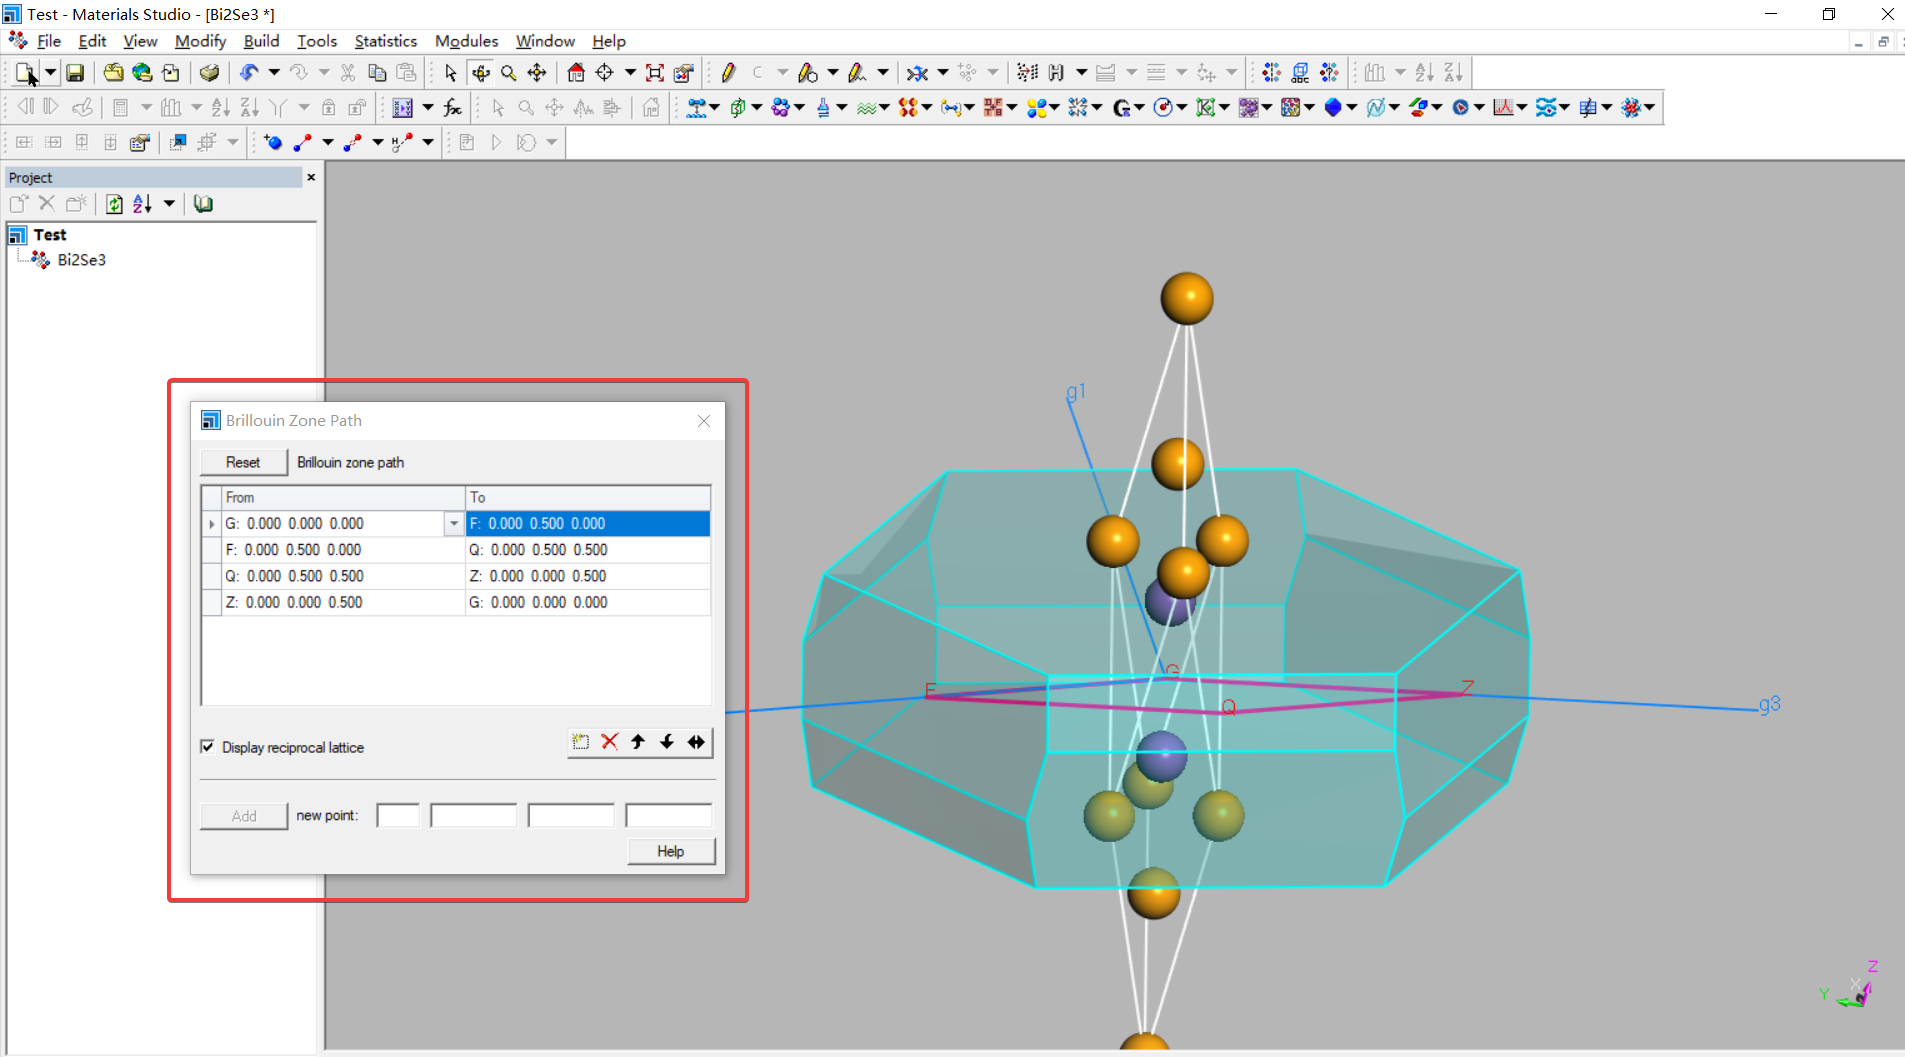 Test - Materials Studio - [Bi2Se3 *]
File Edit View Modify Build Tools Statistics Modules Window Help
Project
Test
Bi2Se3
Brillouin Zone Path
Reset Brillouin zone path
From To
G: 0.000 0.000 0.000 F: 0.000 0.500 0.000
F: 0.000 0.500 0.000 Q: 0.000 0.500 0.500
Q: 0.000 0.500 0.500 Z: 0.000 0.000 0.500
Z: 0.000 0.000 0.500 G: 0.000 0.000 0.000
Display reciprocal lattice
Add new point:
Help
g1
G
F
Z
Q
g3
Z
X
Y